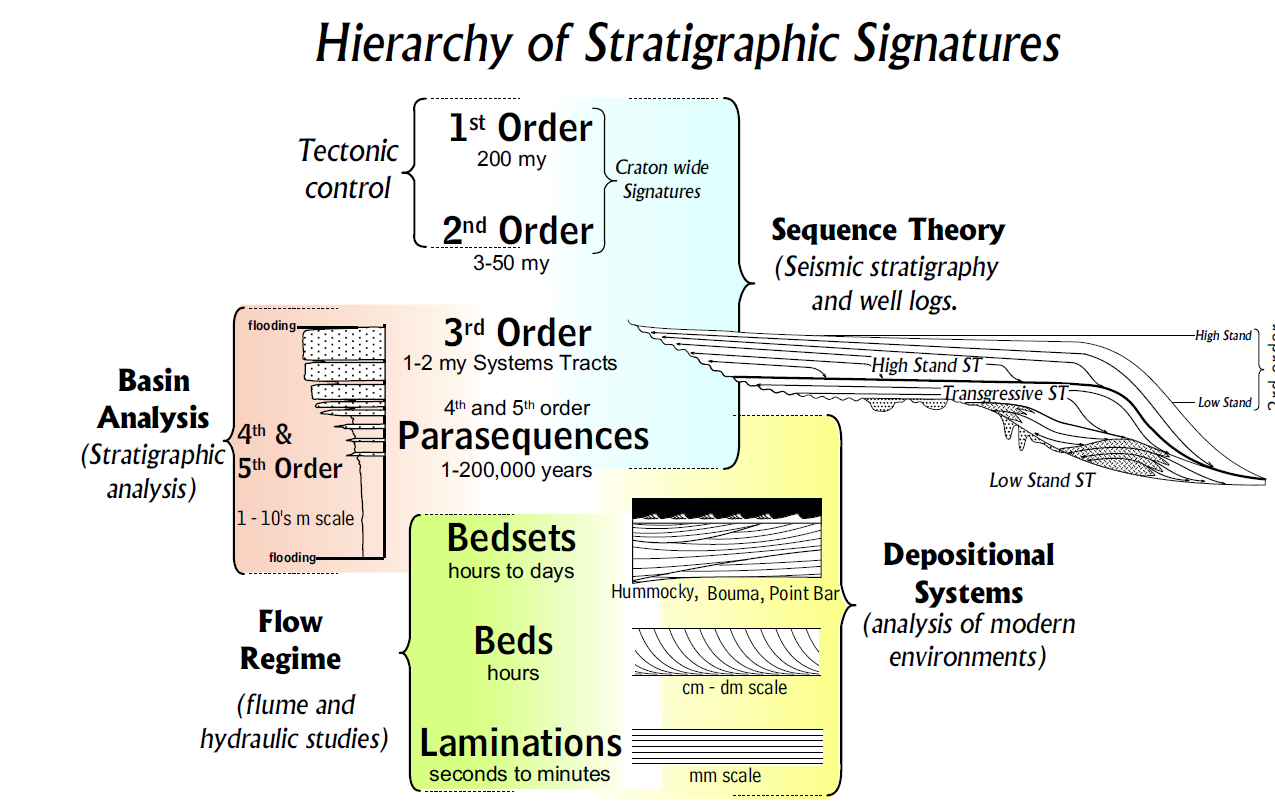 Hierarchy of Stratigraphic Signatures
1st Order
200 my
Tectonic
control
Craton wide
Signatures
2nd Order
3-50 my
Sequence Theory
(Seismic stratigraphy
and well logs.
flooding
3rd Order
1-2 my Systems Tracts
High Stand
High Stand ST
Transgressive ST
Low Stand
3rd order
Low Stand ST
Basin
Analysis
(Stratigraphic
analysis)
4th &
5th Order
1 - 10's m scale
flooding
4th and 5th order
Parasequences
1-200,000 years
Bedsets
hours to days
Hummocky, Bouma, Point Bar
Depositional
Systems
(analysis of modern
environments)
Flow
Regime
(flume and
hydraulic studies)
Beds
hours
cm - dm scale
Laminations
seconds to minutes
mm scale